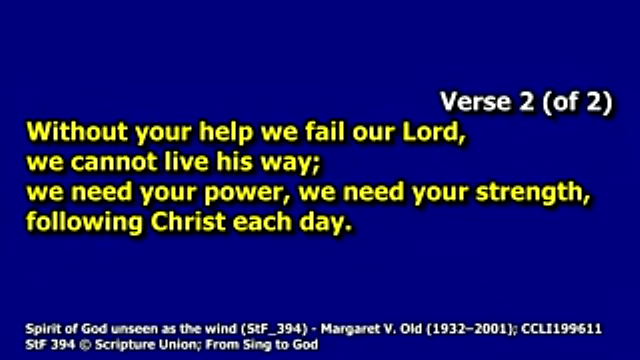 Verse 2 (of 2)
Without your help we fail our Lord,
we cannot live his way;
we need your power, we need your strength,
following Christ each day.
Spirit of God unseen as the wind (StF_394) - Margaret V. Old (1932–2001); CCLI199611
StF 394 © Scripture Union; From Sing to God